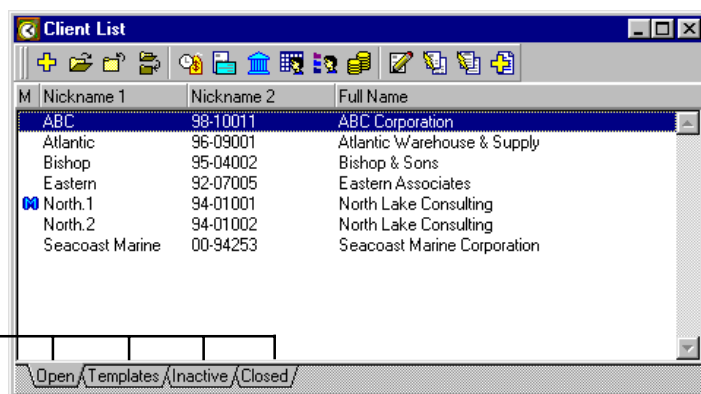 Client List
M Nickname 1 Nickname 2 Full Name
ABC 98-10011 ABC Corporation
Atlantic 96-09001 Atlantic Warehouse & Supply
Bishop 95-04002 Bishop & Sons
Eastern 92-07005 Eastern Associates
M North.1 94-01001 North Lake Consulting
North.2 94-01002 North Lake Consulting
Seacoast Marine 00-94253 Seacoast Marine Corporation
Open Templates Inactive Closed